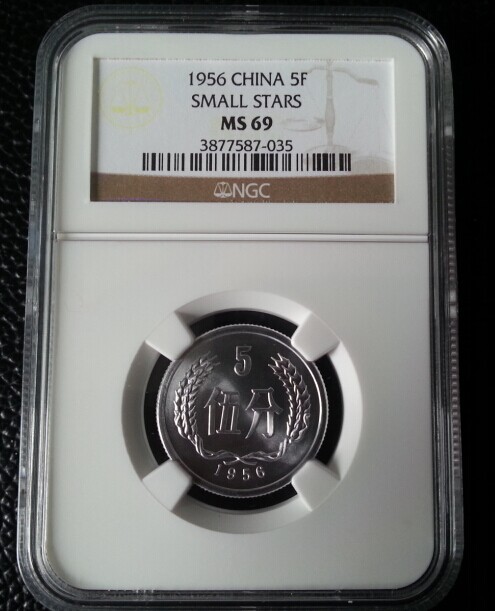 1956 CHINA 5F
SMALL STARS
MS 69
3877587-035
NGC
5
伍分
1956